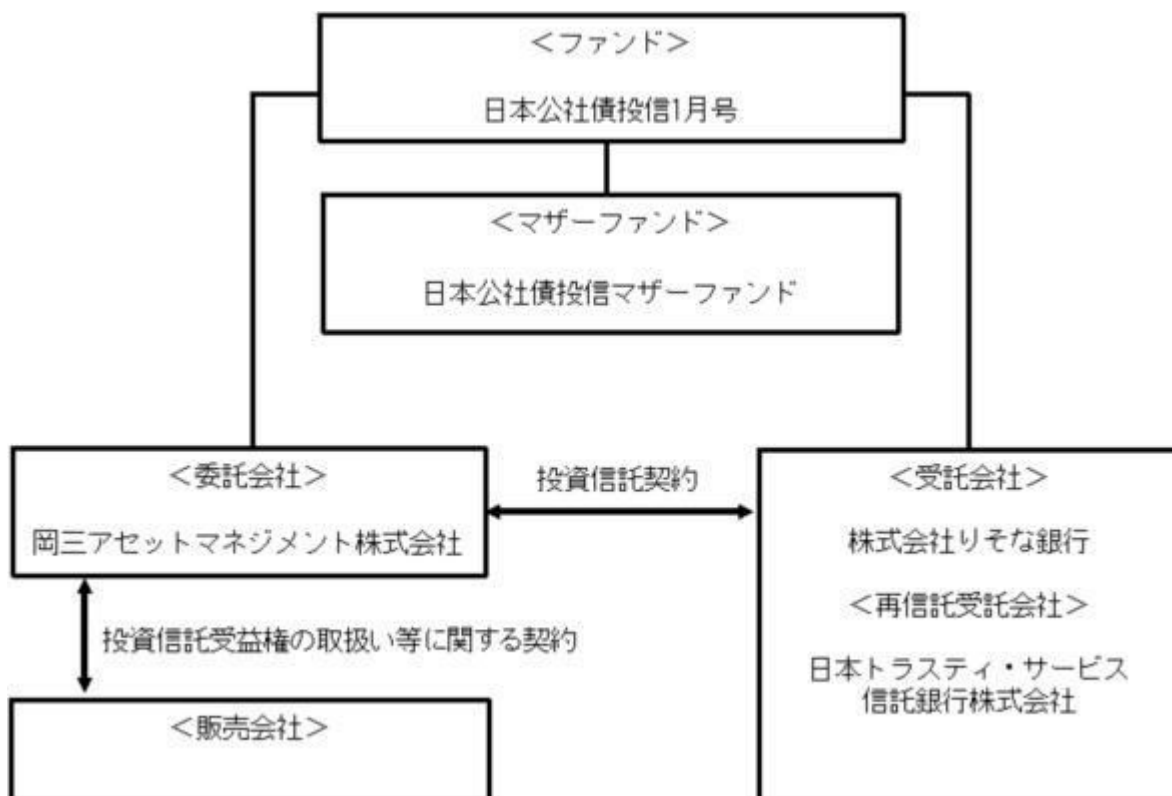 ＜ファンド＞
日本公社債投信1月号
＜マザーファンド＞
日本公社債投信マザーファンド
＜委託会社＞
岡三アセットマネジメント株式会社
投資信託契約
＜受託会社＞
株式会社りそな銀行
＜再信託受託会社＞
日本トラスティ・サービス
信託銀行株式会社
投資信託受益権の取扱い等に関する契約
＜販売会社＞